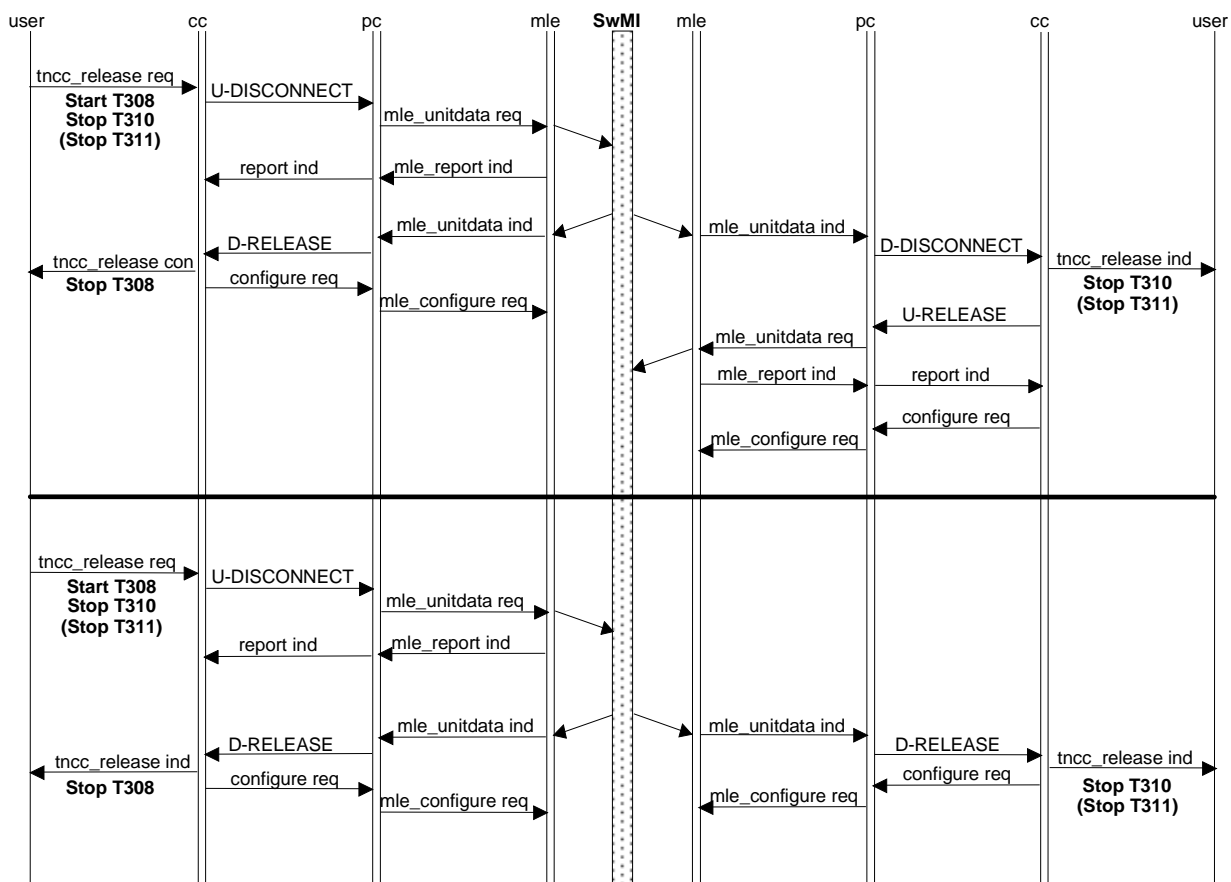 user cc pc mle SwMI mle pc cc user
tncc_release req
Start T308
Stop T310
(Stop T311)
U-DISCONNECT
mle_unitdata req
report ind
mle_report ind
mle_unitdata ind
D-RELEASE
tncc_release con
Stop T308
configure req
mle_configure req
mle_unitdata ind
D-DISCONNECT
tncc_release ind
Stop T310
(Stop T311)
U-RELEASE
mle_unitdata req
mle_report ind
report ind
configure req
mle_configure req
tncc_release req
Start T308
Stop T310
(Stop T311)
U-DISCONNECT
mle_unitdata req
report ind
mle_report ind
mle_unitdata ind
D-RELEASE
tncc_release ind
Stop T308
configure req
mle_configure req
mle_unitdata ind
D-RELEASE
tncc_release ind
Stop T310
(Stop T311)
configure req
mle_configure req